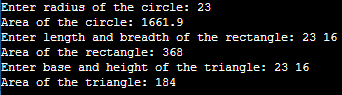 Enter radius of the circle: 23
Area of the circle: 1661.9
Enter length and breadth of the rectangle: 23 16
Area of the rectangle: 368
Enter base and height of the triangle: 23 16
Area of the triangle: 184